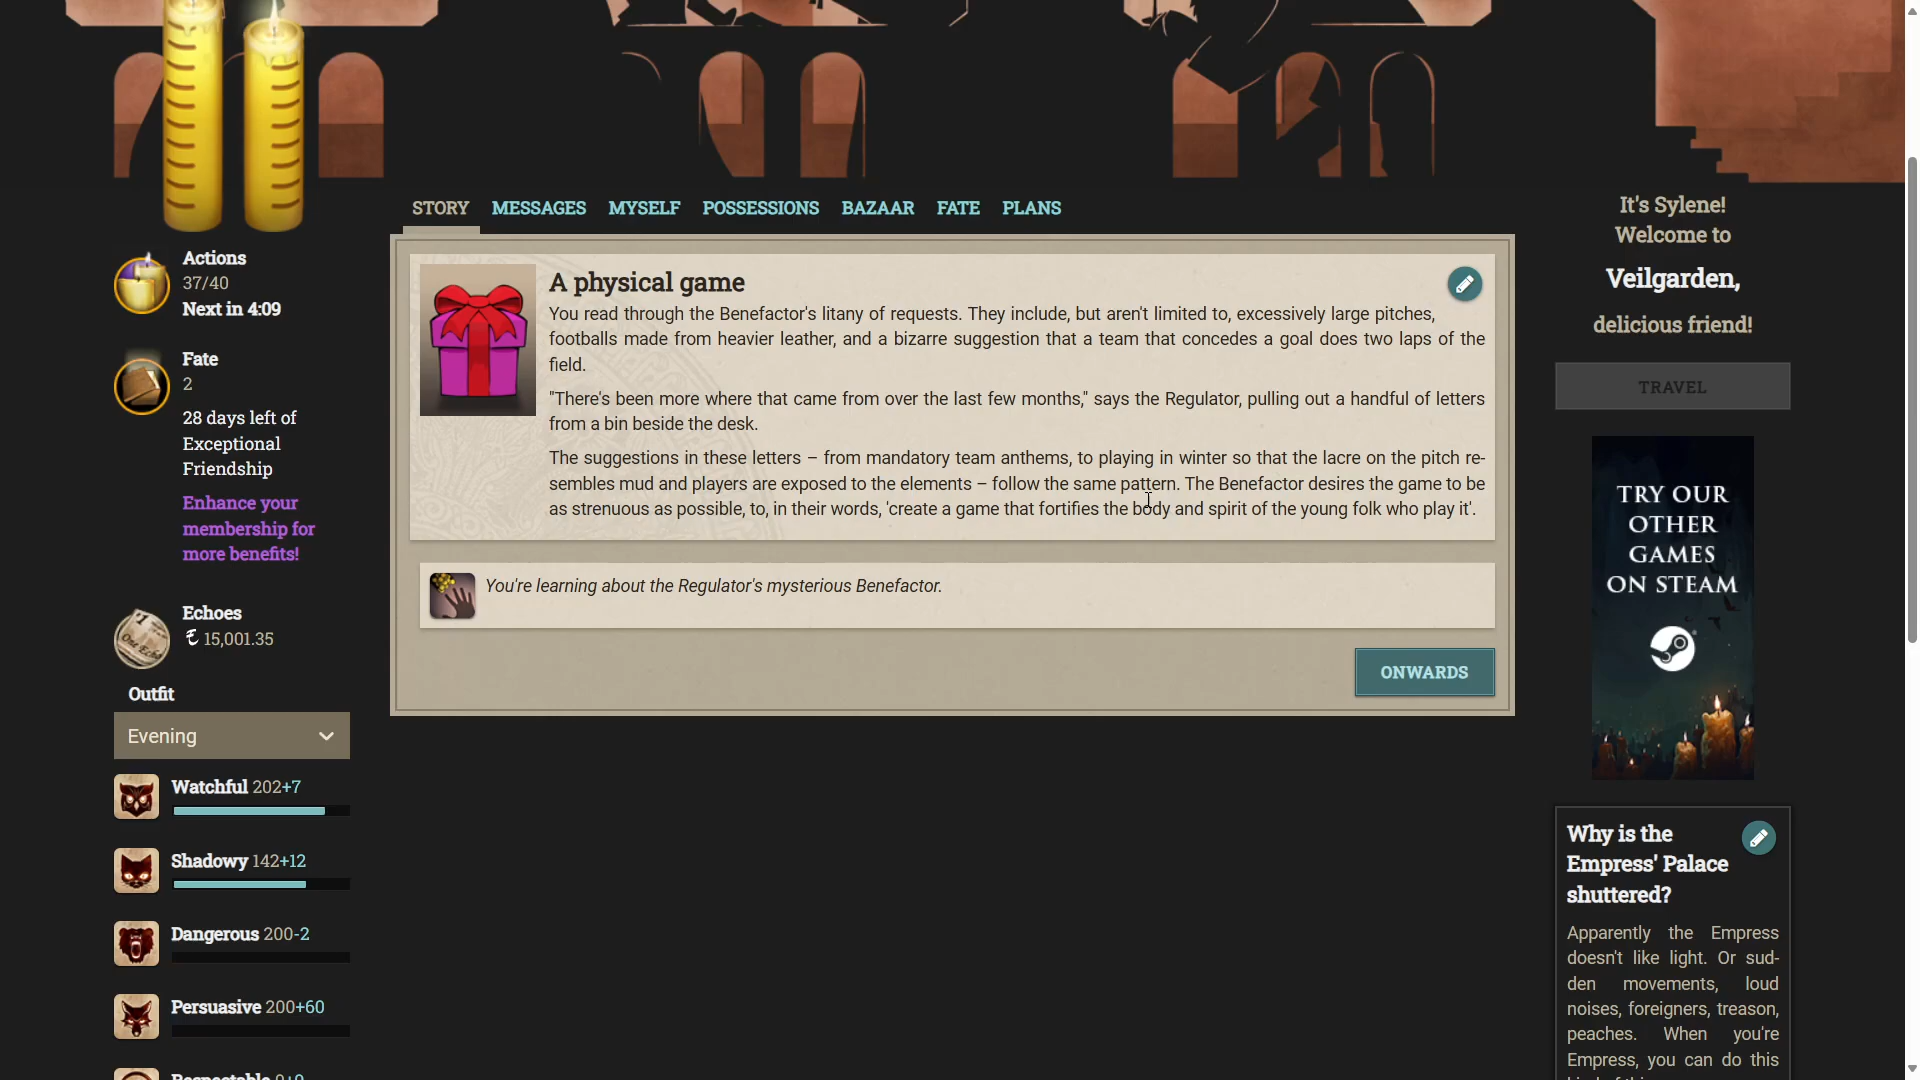 STORY MESSAGES MYSELF POSSESSIONS BAZAAR FATE PLANS
Actions
37/40
Next in 4:09
Fate
2
28 days left of
Exceptional
Friendship
Enhance your
membership for
more benefits!
Echoes
15,001.35
Outfit
Evening
Watchful 202+7
Shadowy 142+12
Dangerous 200-2
Persuasive 200+60
A physical game
You read through the Benefactor's litany of requests. They include, but aren't limited to, excessively large pitches,
footballs made from heavier leather, and a bizarre suggestion that a team that concedes a goal does two laps of the
field.
"There's been more where that came from over the last few months," says the Regulator, pulling out a handful of letters
from a bin beside the desk.
The suggestions in these letters – from mandatory team anthems, to playing in winter so that the lacre on the pitch re-
sembles mud and players are exposed to the elements – follow the same pattern. The Benefactor desires the game to be
as strenuous as possible, to, in their words, 'create a game that fortifies the body and spirit of the young folk who play it'.
You're learning about the Regulator's mysterious Benefactor.
ONWARDS
It's Sylene!
Welcome to
Veilgarden,
delicious friend!
TRAVEL
TRY OUR
OTHER
GAMES
ON STEAM
Why is the
Empress' Palace
shuttered?
Apparently the Empress
doesn't like light. Or sud-
den movements, loud
noises, foreigners, treason,
peaches. When you're
Empress, you can do this